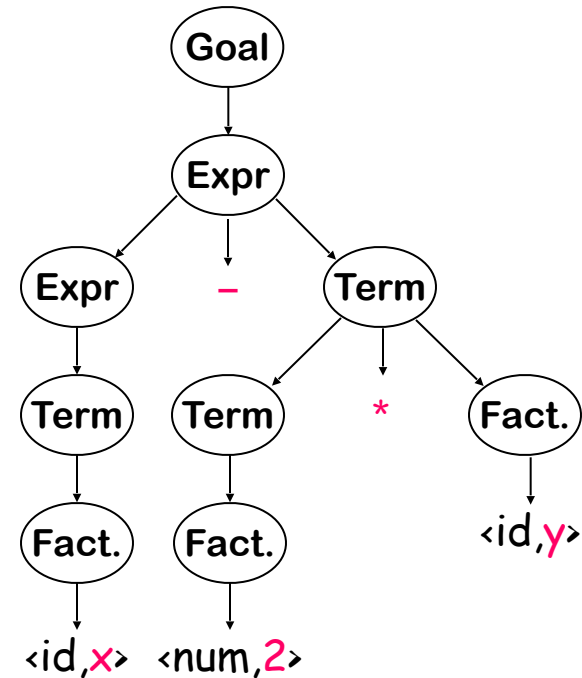 Goal
Expr
Expr – Term
Term Term * Fact.
Fact. Fact. <id,y>
<id,x> <num,2>